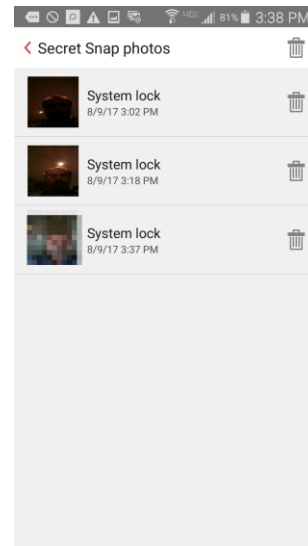 81% 3:38 PM
Secret Snap photos
System lock
8/9/17 3:02 PM
System lock
8/9/17 3:18 PM
System lock
8/9/17 3:37 PM